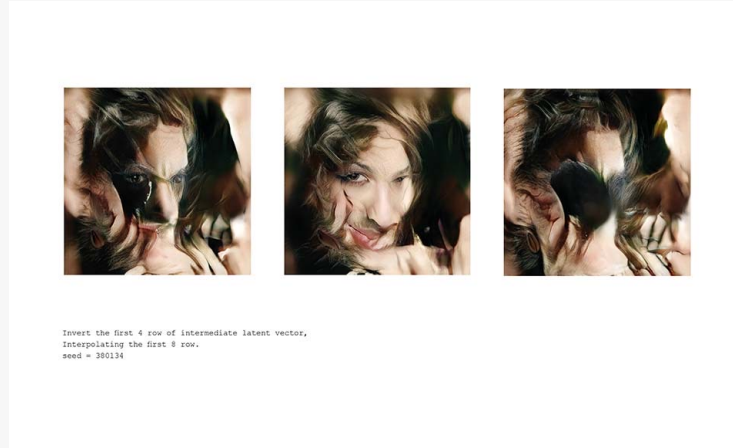 Invert the first 4 row of intermediate latent vector,
Interpolating the first 8 row.
seed = 380134